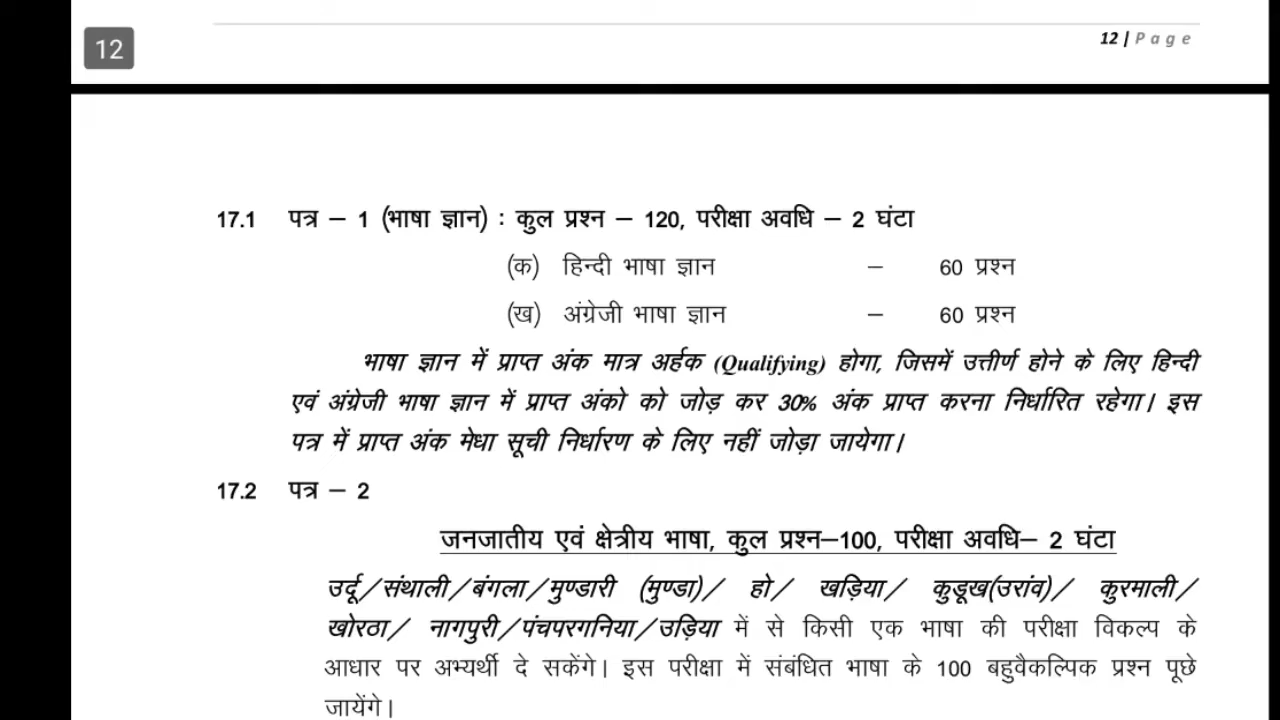 12
12 | P a g e
17.1 पत्र – 1 (भाषा ज्ञान) : कुल प्रश्न – 120, परीक्षा अवधि – 2 घंटा
(क) हिन्दी भाषा ज्ञान – 60 प्रश्न
(ख) अंग्रेजी भाषा ज्ञान – 60 प्रश्न
भाषा ज्ञान में प्राप्त अंक मात्र अर्हक (Qualifying) होगा, जिसमें उत्तीर्ण होने के लिए हिन्दी
एवं अंग्रेजी भाषा ज्ञान में प्राप्त अंको को जोड़ कर 30% अंक प्राप्त करना निर्धारित रहेगा। इस
पत्र में प्राप्त अंक मेधा सूची निर्धारण के लिए नहीं जोड़ा जायेगा।
17.2 पत्र – 2
जनजातीय एवं क्षेत्रीय भाषा, कुल प्रश्न–100, परीक्षा अवधि– 2 घंटा
उर्दू/संथाली/बंगला/मुण्डारी (मुण्डा)/ हो/ खड़िया/ कुडूख(उरांव)/ कुरमाली/
खोरठा/ नागपुरी/पंचपरगनिया/उड़िया में से किसी एक भाषा की परीक्षा विकल्प के
आधार पर अभ्यर्थी दे सकेंगे। इस परीक्षा में संबंधित भाषा के 100 बहुवैकल्पिक प्रश्न पूछे
जायेंगे।